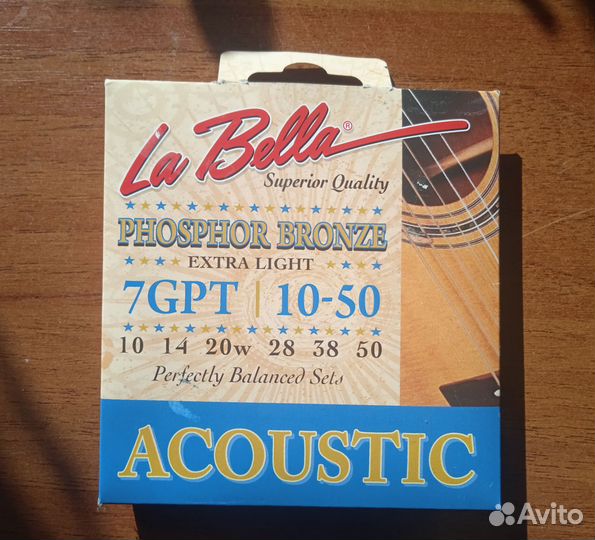 La Bella®
Superior Quality
PHOSPHOR BRONZE
EXTRA LIGHT
7GPT | 10-50
10 14 20w 28 38 50
Perfectly Balanced Sets
ACOUSTIC
Avito